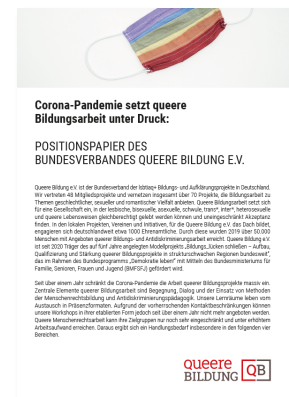 Corona-Pandemie setzt queere
Bildungsarbeit unter Druck:
POSITIONSPAPIER DES
BUNDESVERBANDES QUEERE BILDUNG E.V.
Queere Bildung e.V. ist der Bundesverband der lsbtiaq+ Bildungs- und Aufklärungsprojekte in Deutschland.
Wir vertreten 48 Mitgliedsprojekte und vernetzen insgesamt über 70 Projekte, die Bildungsarbeit zu
Themen geschlechtlicher, sexueller und romantischer Vielfalt anbieten. Queere Bildungsarbeit setzt sich
für eine Gesellschaft ein, in der lesbische, bisexuelle, asexuelle, schwule, trans*, inter*, heterosexuelle
und queere Lebensweisen gleichberechtigt gelebt werden können und uneingeschränkt Akzeptanz
finden. In den lokalen Projekten, Vereinen und Initiativen, für die Queere Bildung e.V. das Dach bildet,
engagieren sich deutschlandweit etwa 1000 Ehrenamtliche. Durch diese wurden 2019 über 50.000
Menschen mit Angeboten queerer Bildungs- und Antidiskriminierungsarbeit erreicht. Queere Bildung e.V.
ist seit 2020 Träger des auf fünf Jahre angelegten Modellprojekts „Bildungs_lücken schließen – Aufbau,
Qualifizierung und Stärkung queerer Bildungsprojekte in strukturschwachen Regionen bundesweit“,
das im Rahmen des Bundesprogramms „Demokratie leben!“ mit Mitteln des Bundesministeriums für
Familie, Senioren, Frauen und Jugend (BMFSFJ) gefördert wird.
Seit über einem Jahr schränkt die Corona-Pandemie die Arbeit queerer Bildungsprojekte massiv ein.
Zentrale Elemente queerer Bildungsarbeit sind Begegnung, Dialog und der Einsatz von Methoden
der Menschenrechtsbildung und Antidiskriminierungspädagogik. Unsere Lernräume leben vom
Austausch in Präsenzformaten. Aufgrund der vorherrschenden Kontaktbeschränkungen können
unsere Workshops in ihrer etablierten Form jedoch seit über einem Jahr nicht mehr angeboten werden.
Queere Menschenrechtsarbeit kann ihre Zielgruppen nur noch sehr eingeschränkt und unter erhöhtem
Arbeitsaufwand erreichen. Daraus ergibt sich ein Handlungsbedarf insbesondere in den folgenden vier
Bereichen.
queere
BILDUNG QB